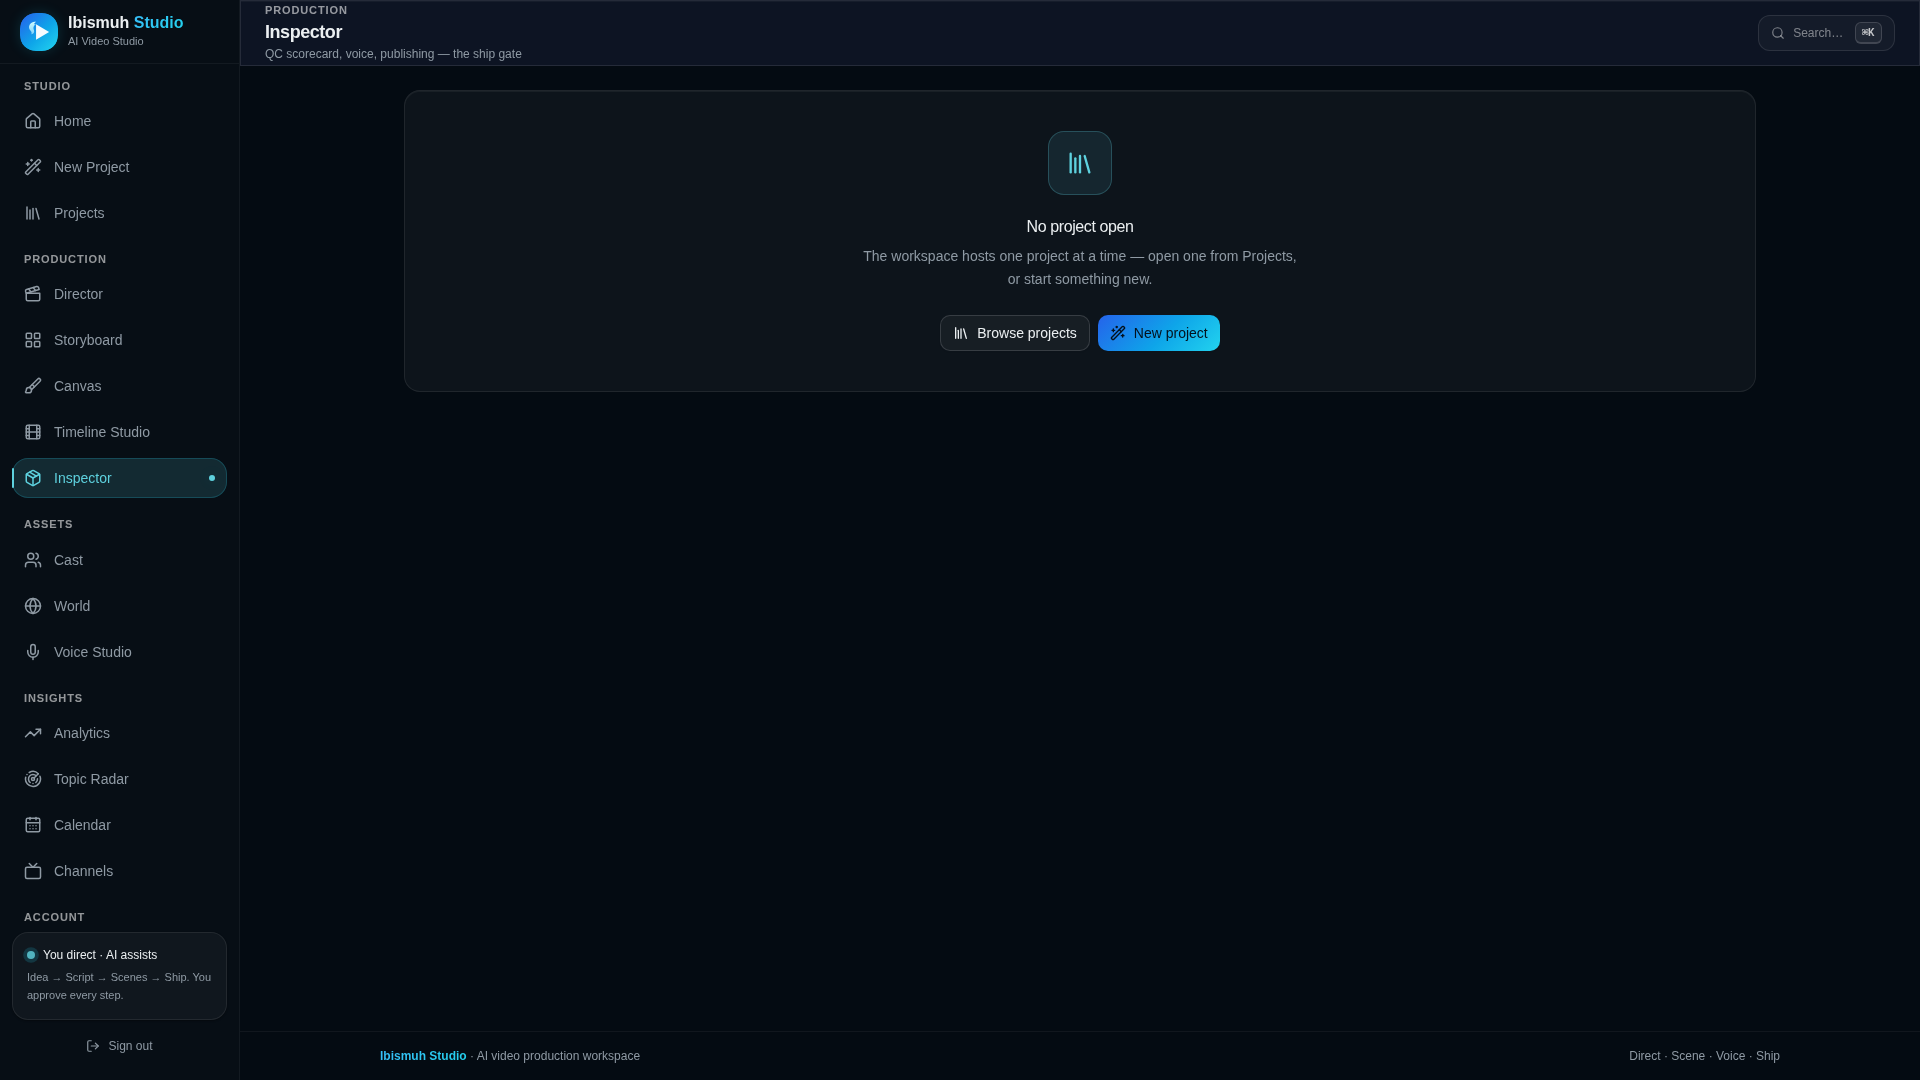 Ibismuh Studio
AI Video Studio
STUDIO
Home
New Project
Projects
PRODUCTION
Director
Storyboard
Canvas
Timeline Studio
Inspector
ASSETS
Cast
World
Voice Studio
INSIGHTS
Analytics
Topic Radar
Calendar
Channels
ACCOUNT
You direct · AI assists
Idea → Script → Scenes → Ship. You
approve every step.
Sign out
PRODUCTION
Inspector
QC scorecard, voice, publishing — the ship gate
Search…
⌘K
No project open
The workspace hosts one project at a time — open one from Projects,
or start something new.
Browse projects
New project
Ibismuh Studio · AI video production workspace
Direct · Scene · Voice · Ship